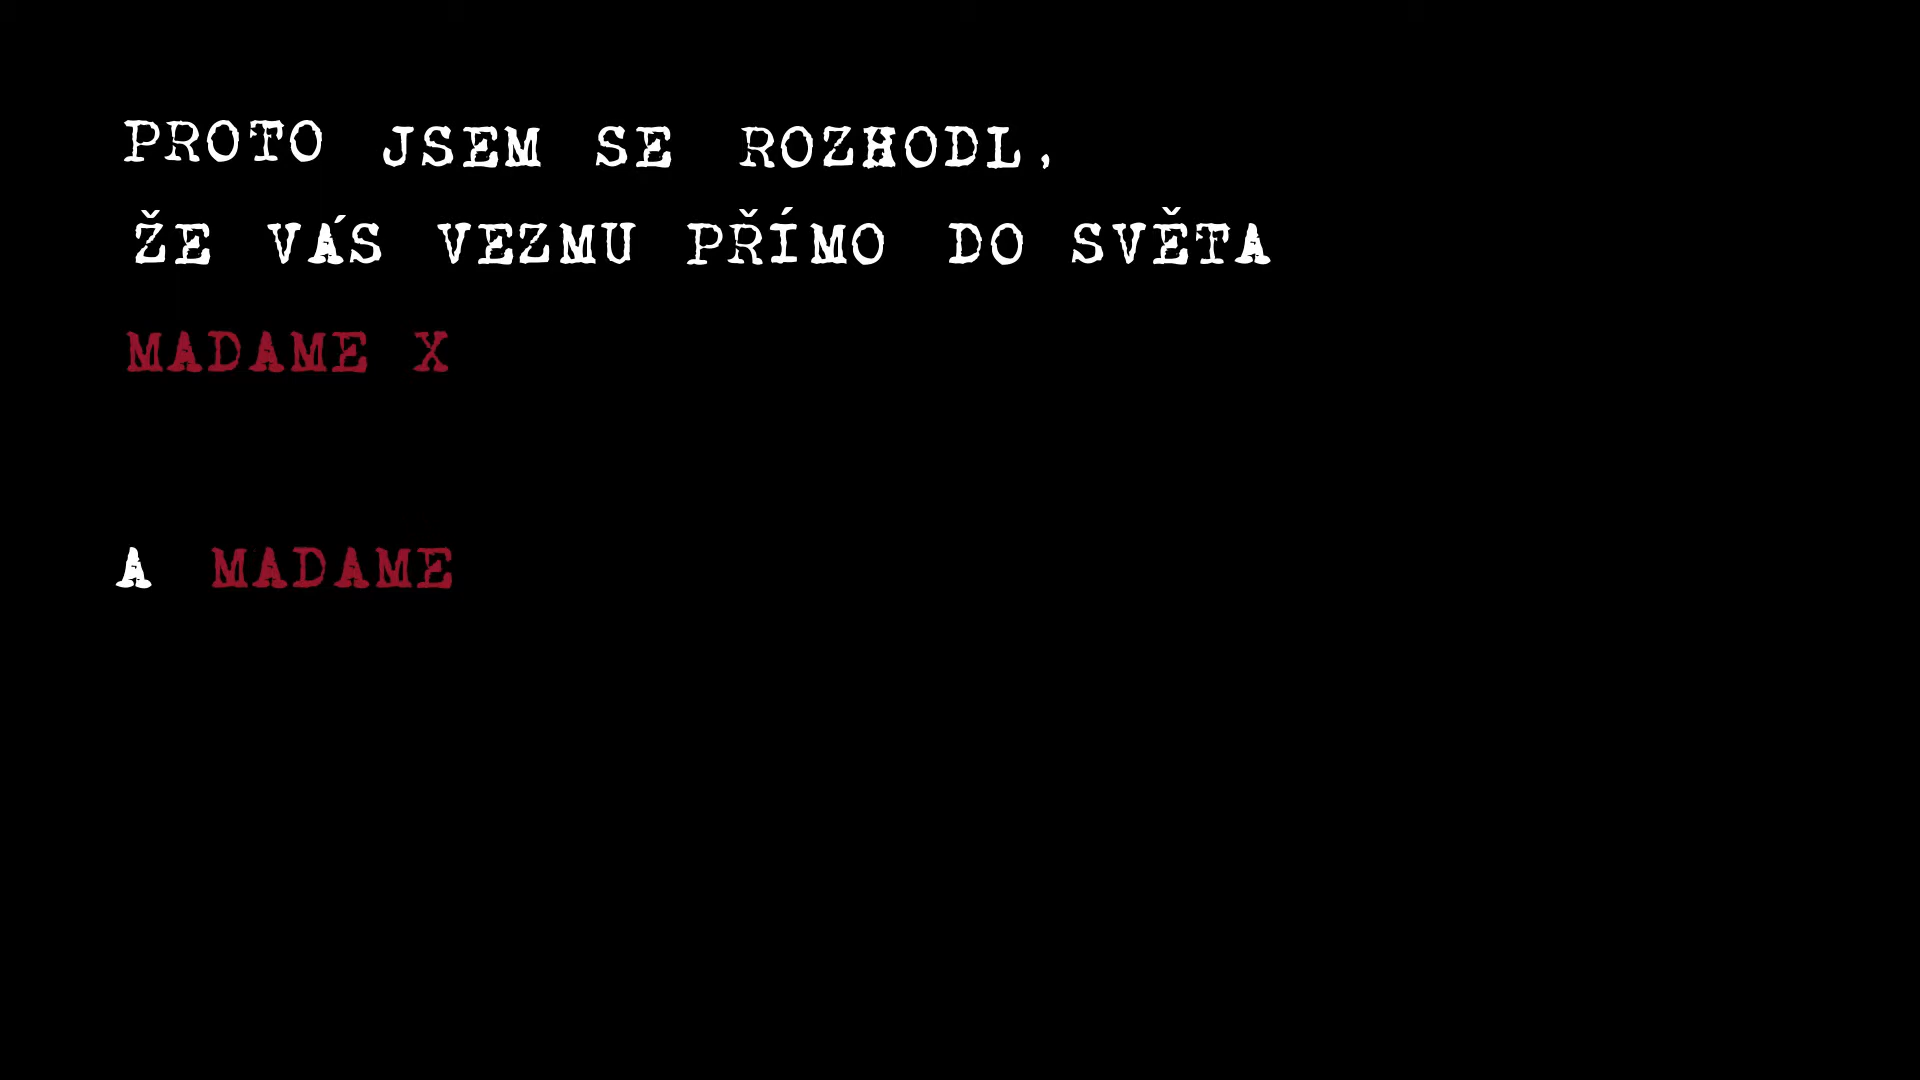 PROTO JSEM SE ROZHODL,
ŽE VÁS VEZMU PŘÍMO DO SVĚTA
MADAME X
A MADAME